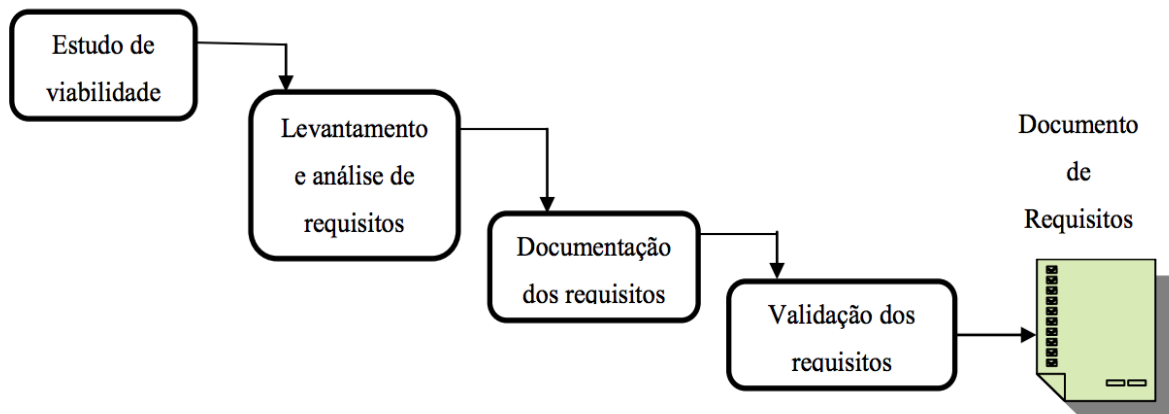 Estudo de
viabilidade
Levantamento
e análise de
requisitos
Documentação
dos requisitos
Validação dos
requisitos
Documento
de
Requisitos